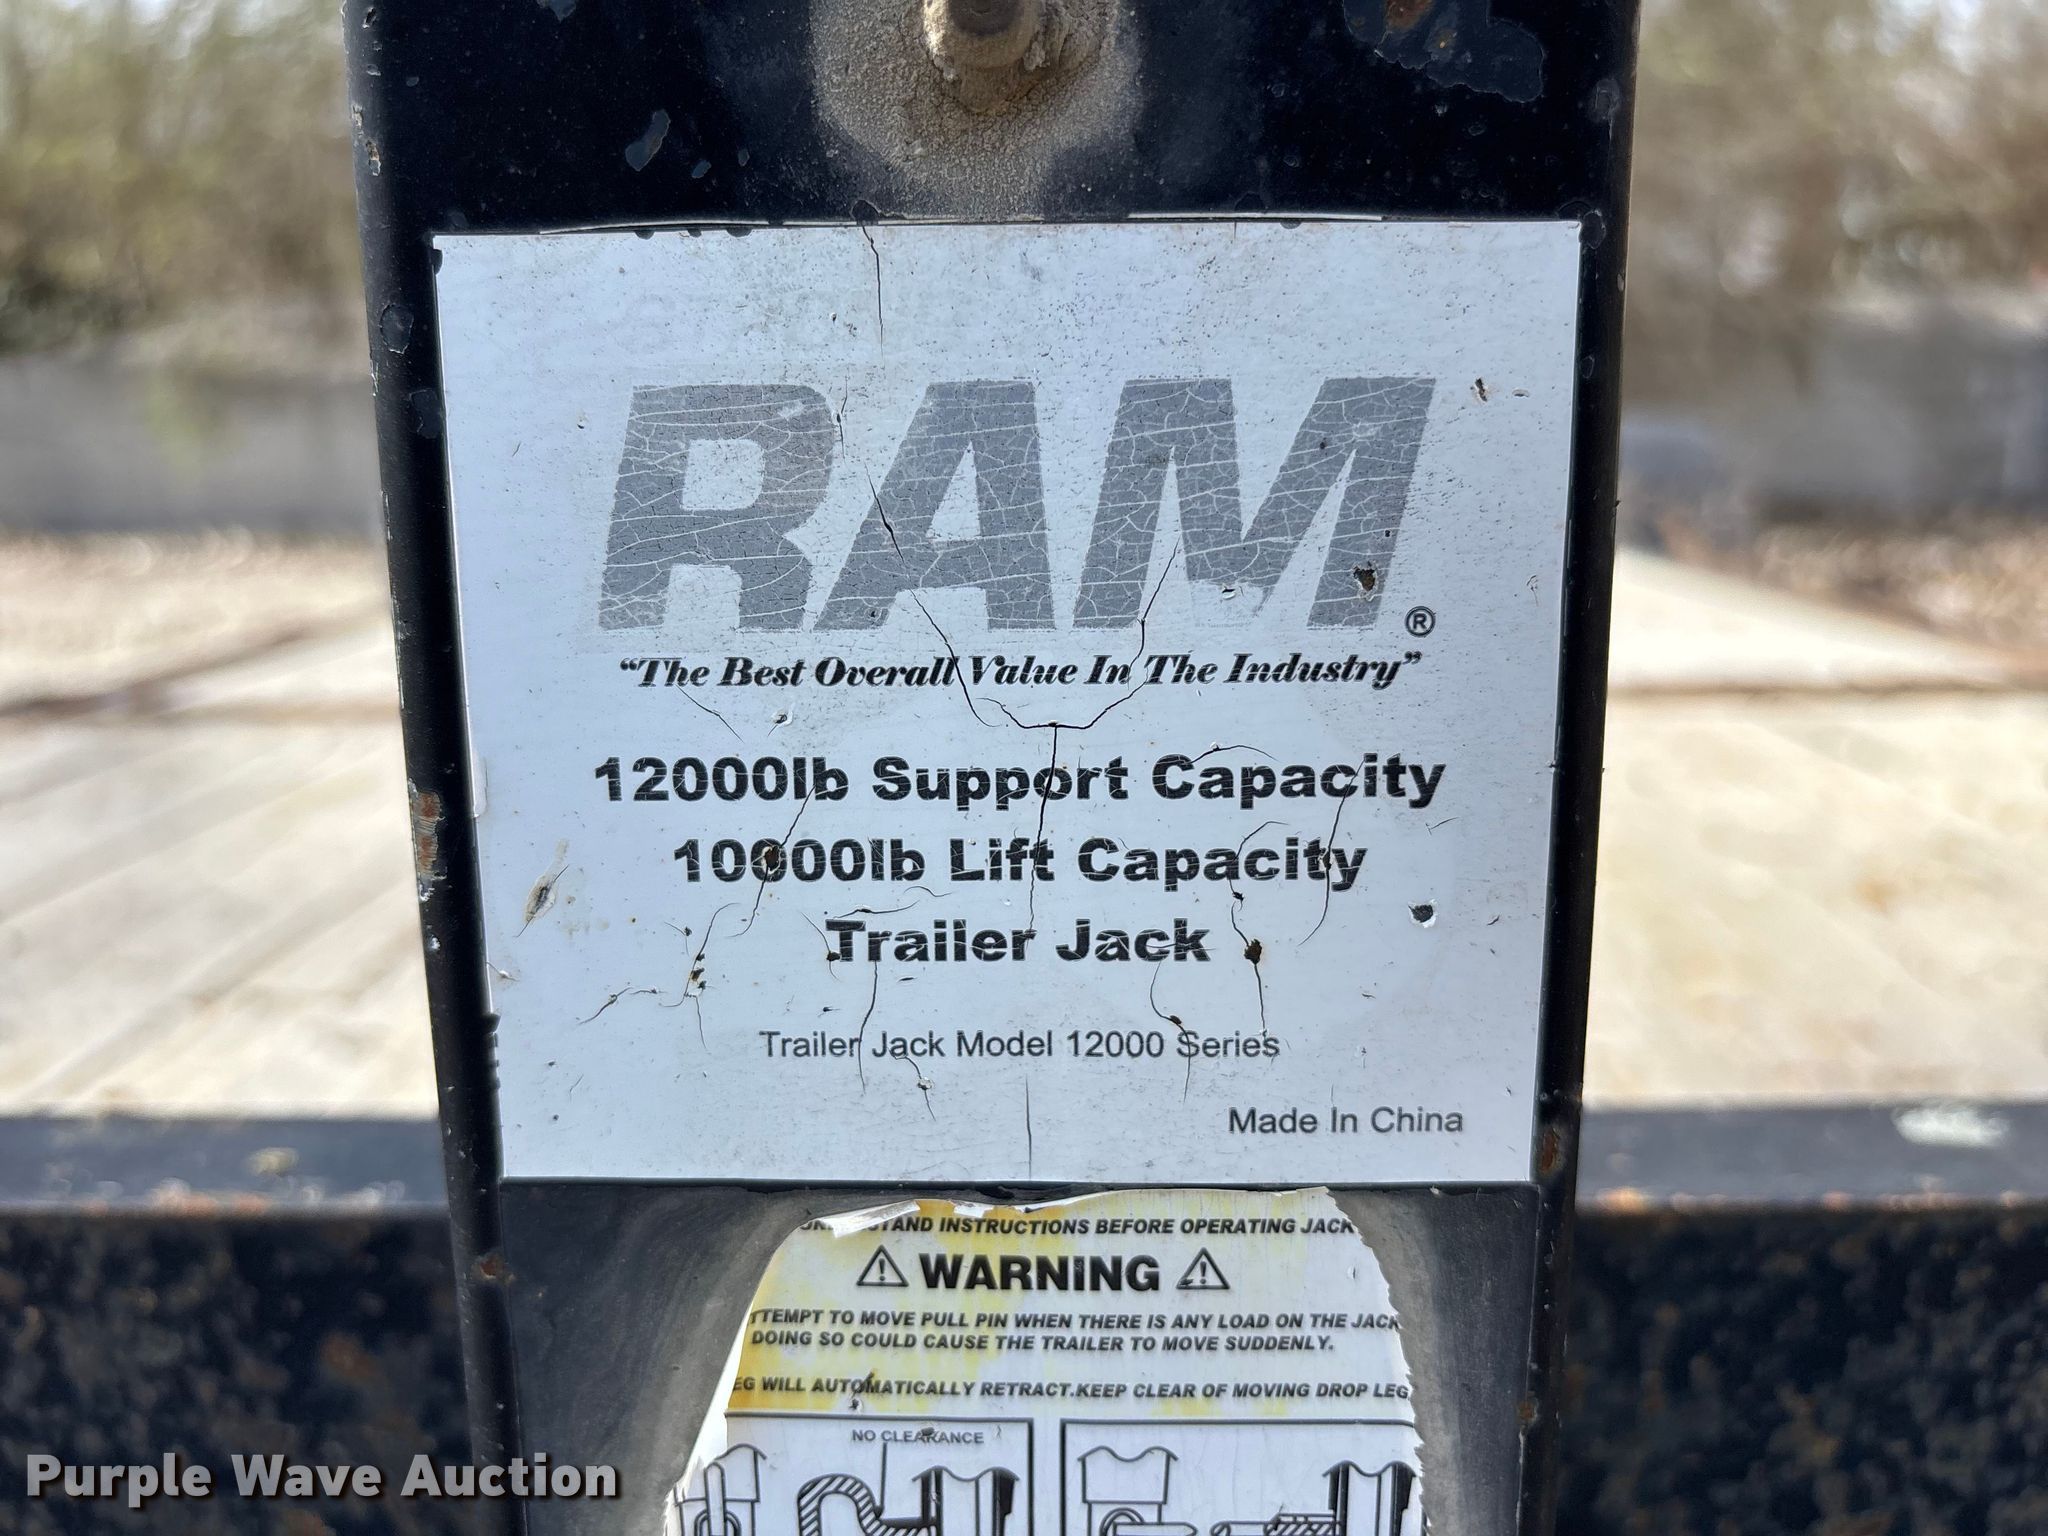 RAM®
“The Best Overall Value In The Industry”
12000lb Support Capacity
10000lb Lift Capacity
Trailer Jack
Trailer Jack Model 12000 Series
Made In China
INSTRUCTIONS BEFORE OPERATING JACK
WARNING
TTEMPT TO MOVE PULL PIN WHEN THERE IS ANY LOAD ON THE JACK
DOING SO COULD CAUSE THE TRAILER TO MOVE SUDDENLY.
EG WILL AUTOMATICALLY RETRACT.KEEP CLEAR OF MOVING DROP LEG
NO CLEARANCE
Purple Wave Auction